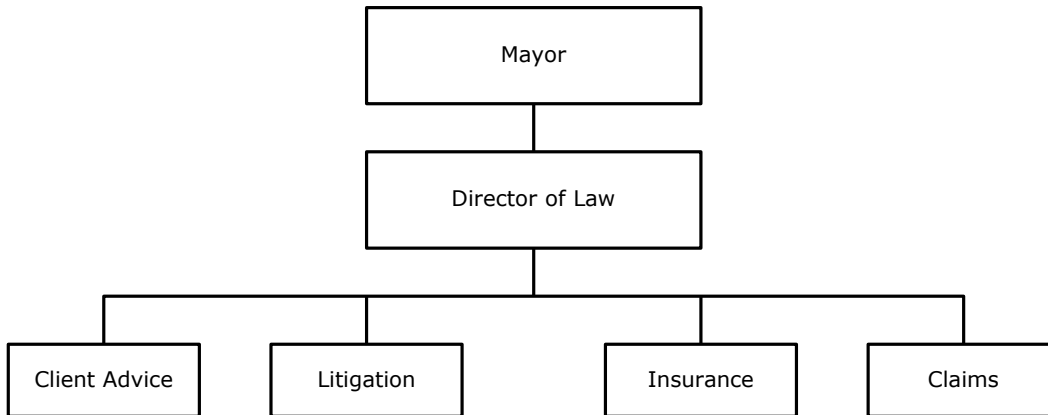 Mayor
Director of Law
Client Advice
Litigation
Insurance
Claims